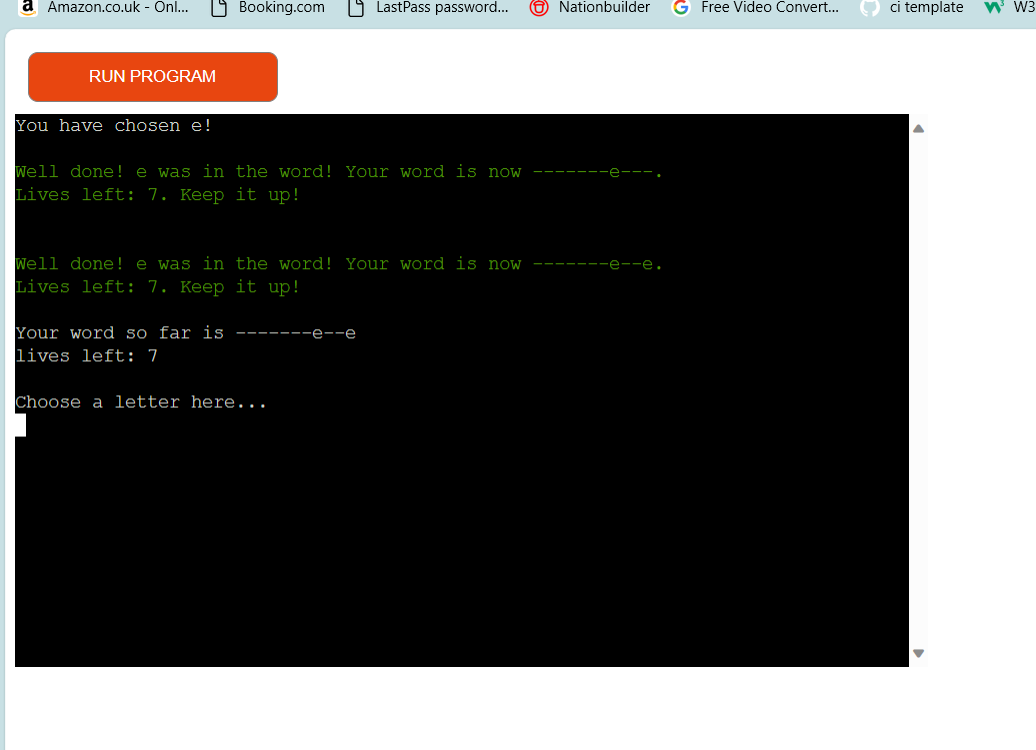 a Amazon.co.uk - Onl... Booking.com LastPass password... Nationbuilder Free Video Convert... ci template W3
RUN PROGRAM
You have chosen e!
Well done! e was in the word! Your word is now -------e---.
Lives left: 7. Keep it up!
Well done! e was in the word! Your word is now -------e--e.
Lives left: 7. Keep it up!
Your word so far is -------e--e
lives left: 7
Choose a letter here...